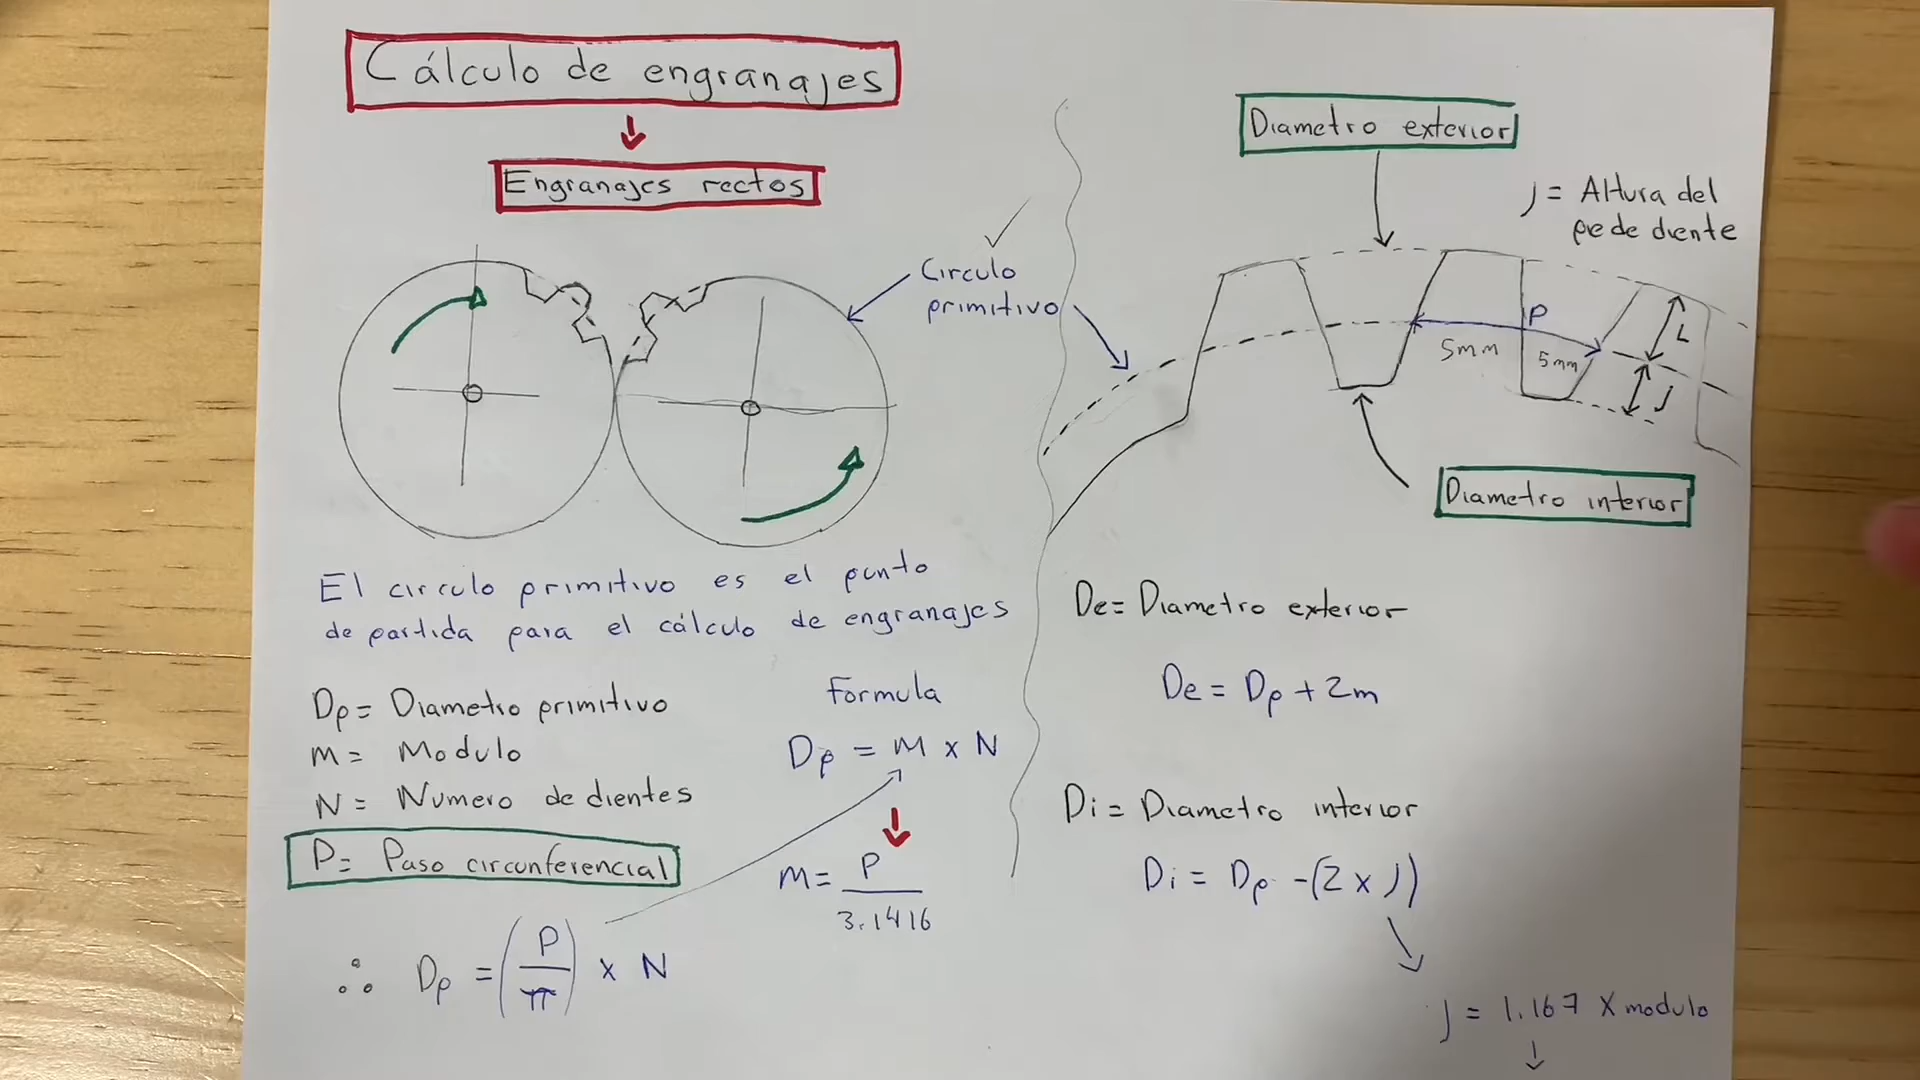 Cálculo de engranajes
Engranajes rectos
Circulo
primitivo
El circulo primitivo es el punto
de partida para el cálculo de engranajes
Dp = Diametro primitivo
m = Modulo
N = Numero de dientes
P = Paso circunferencial
∴ Dp = (P/π) x N
Formula
Dp = M x N
m = P
3.1416
Diametro exterior
J = Altura del
pie de diente
P
5mm
5mm
L
J
Diametro interior
De = Diametro exterior
De = Dp + 2m
Di = Diametro interior
Di = Dp - (2 x J)
J = 1.167 X modulo